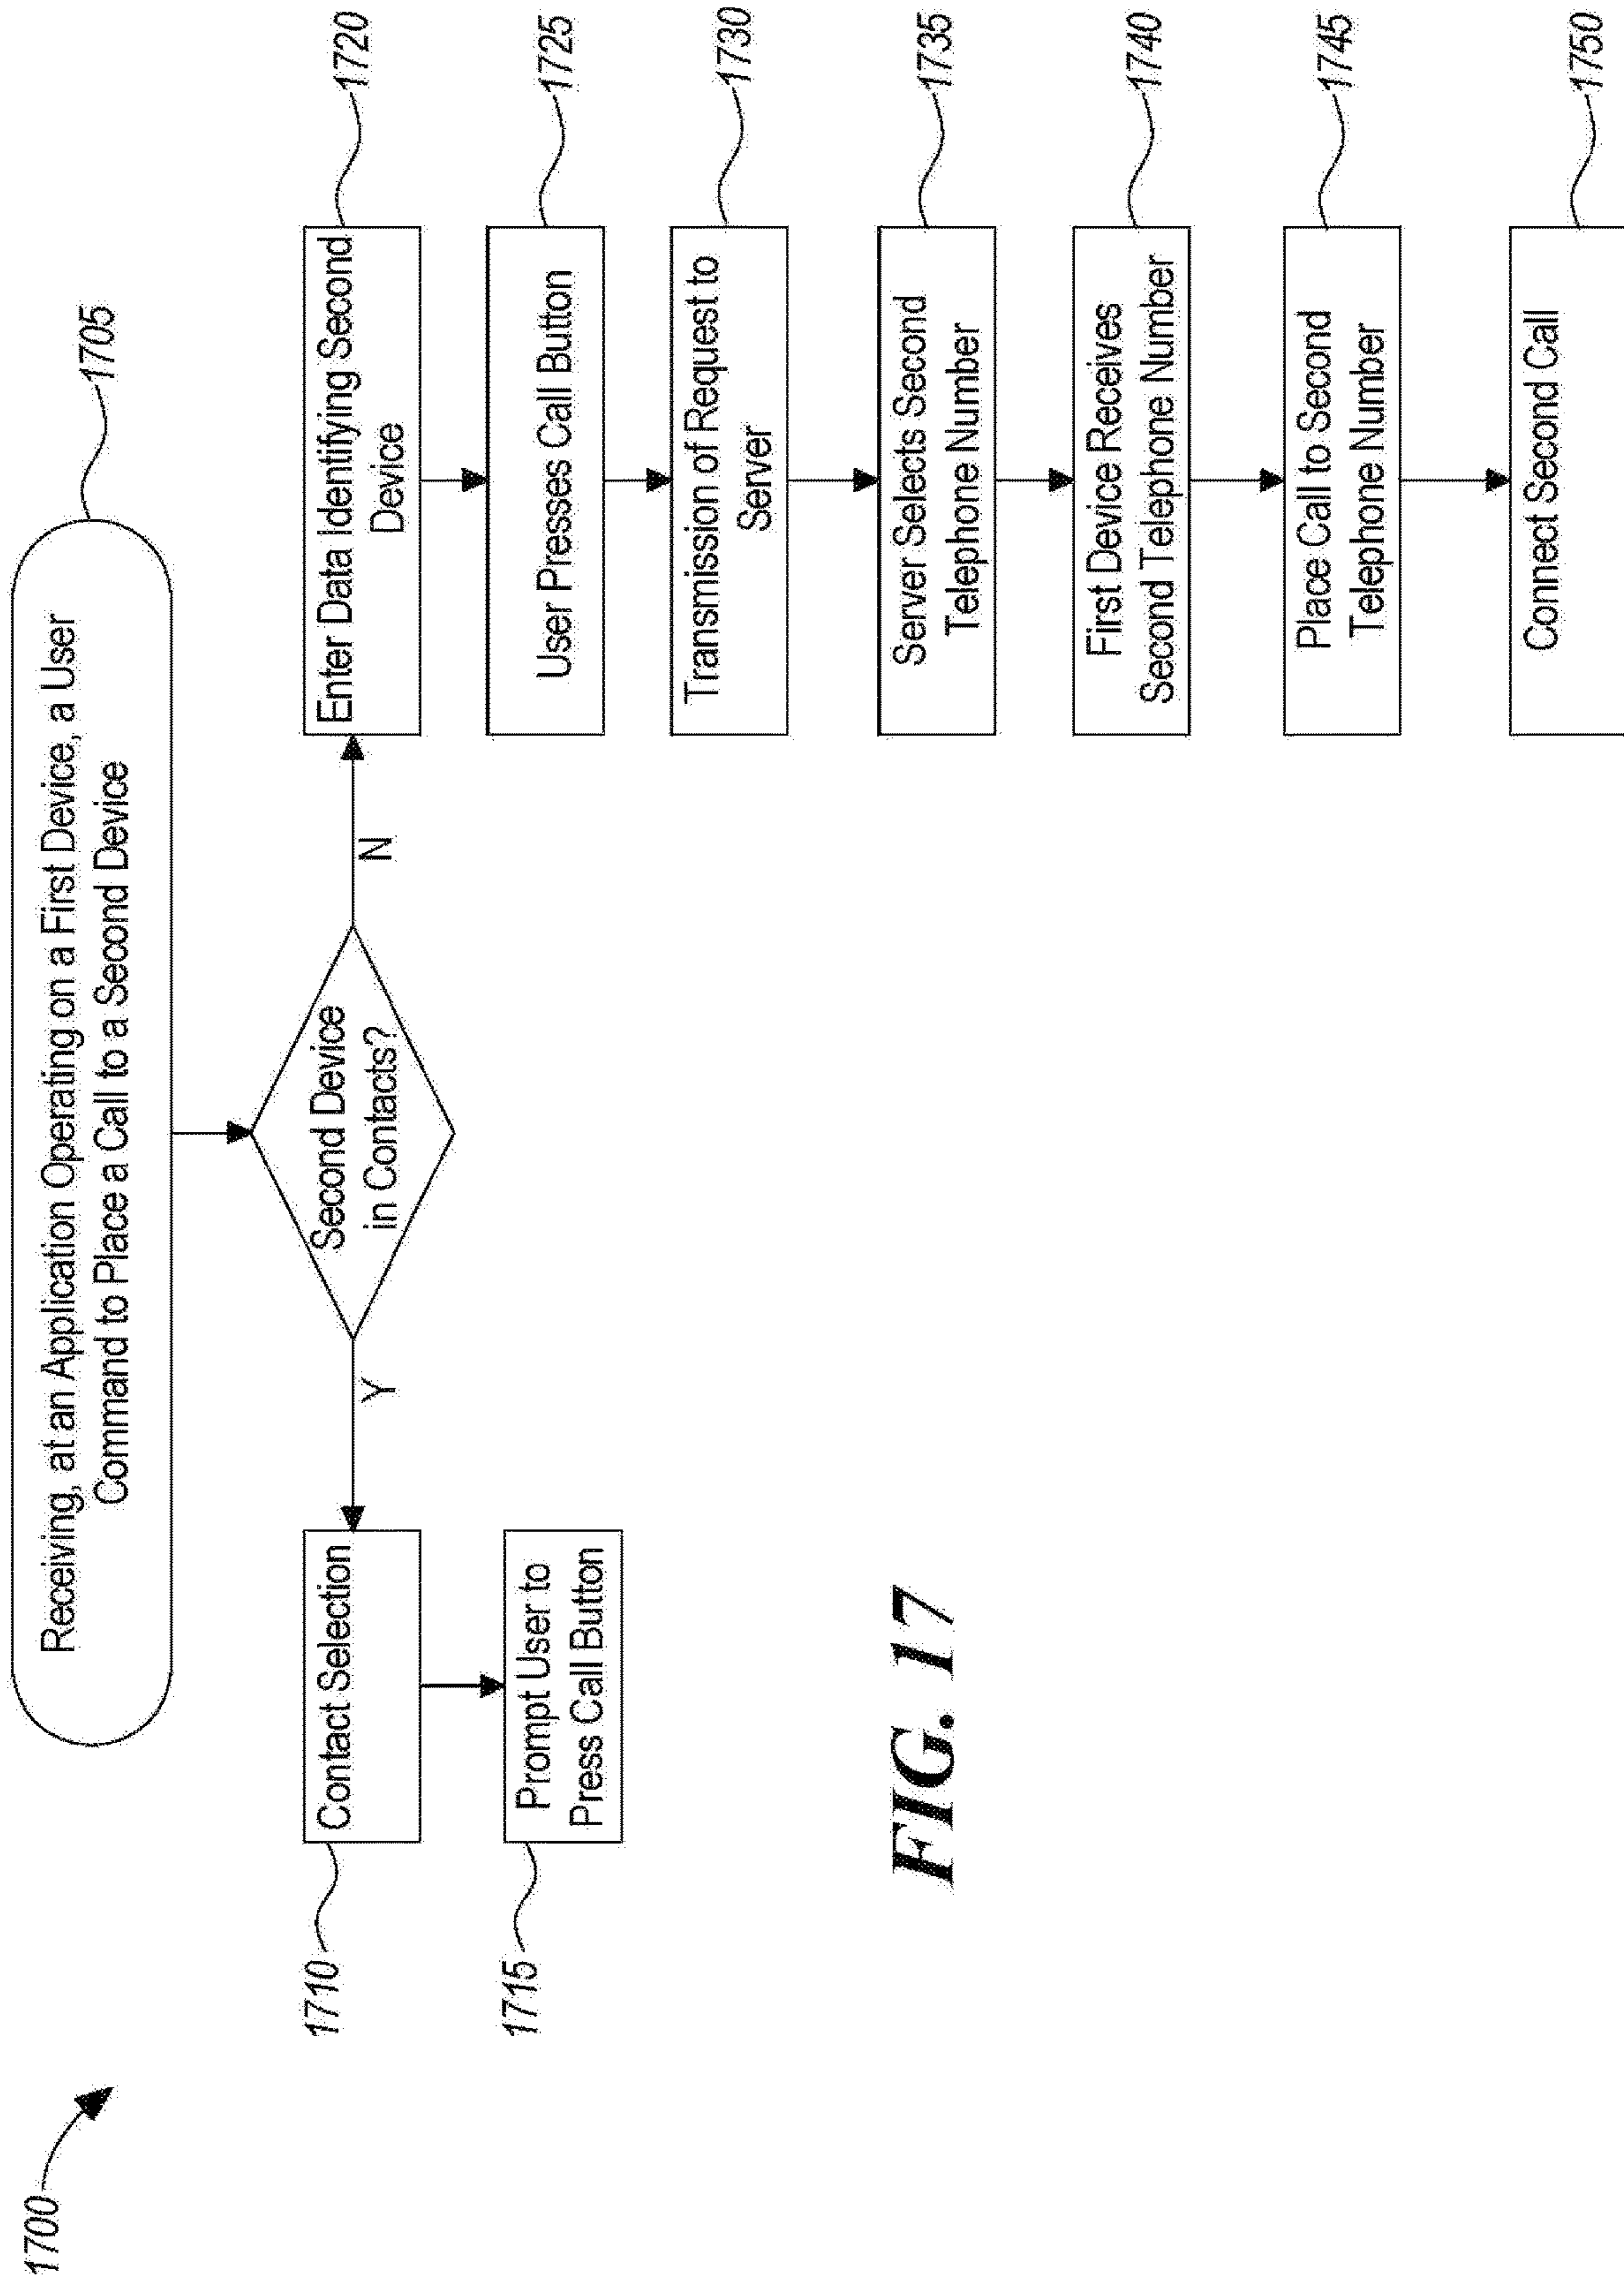 1700
Receiving, at an Application Operating on a First Device, a User
Command to Place a Call to a Second Device
1705
Second Device
in Contacts?
Y
N
1710
Contact Selection
1715
Prompt User to
Press Call Button
Enter Data Identifying Second
Device
1720
User Presses Call Button
1725
Transmission of Request to
Server
1730
Server Selects Second
Telephone Number
1735
First Device Receives
Second Telephone Number
1740
Place Call to Second
Telephone Number
1745
Connect Second Call
1750
FIG. 17